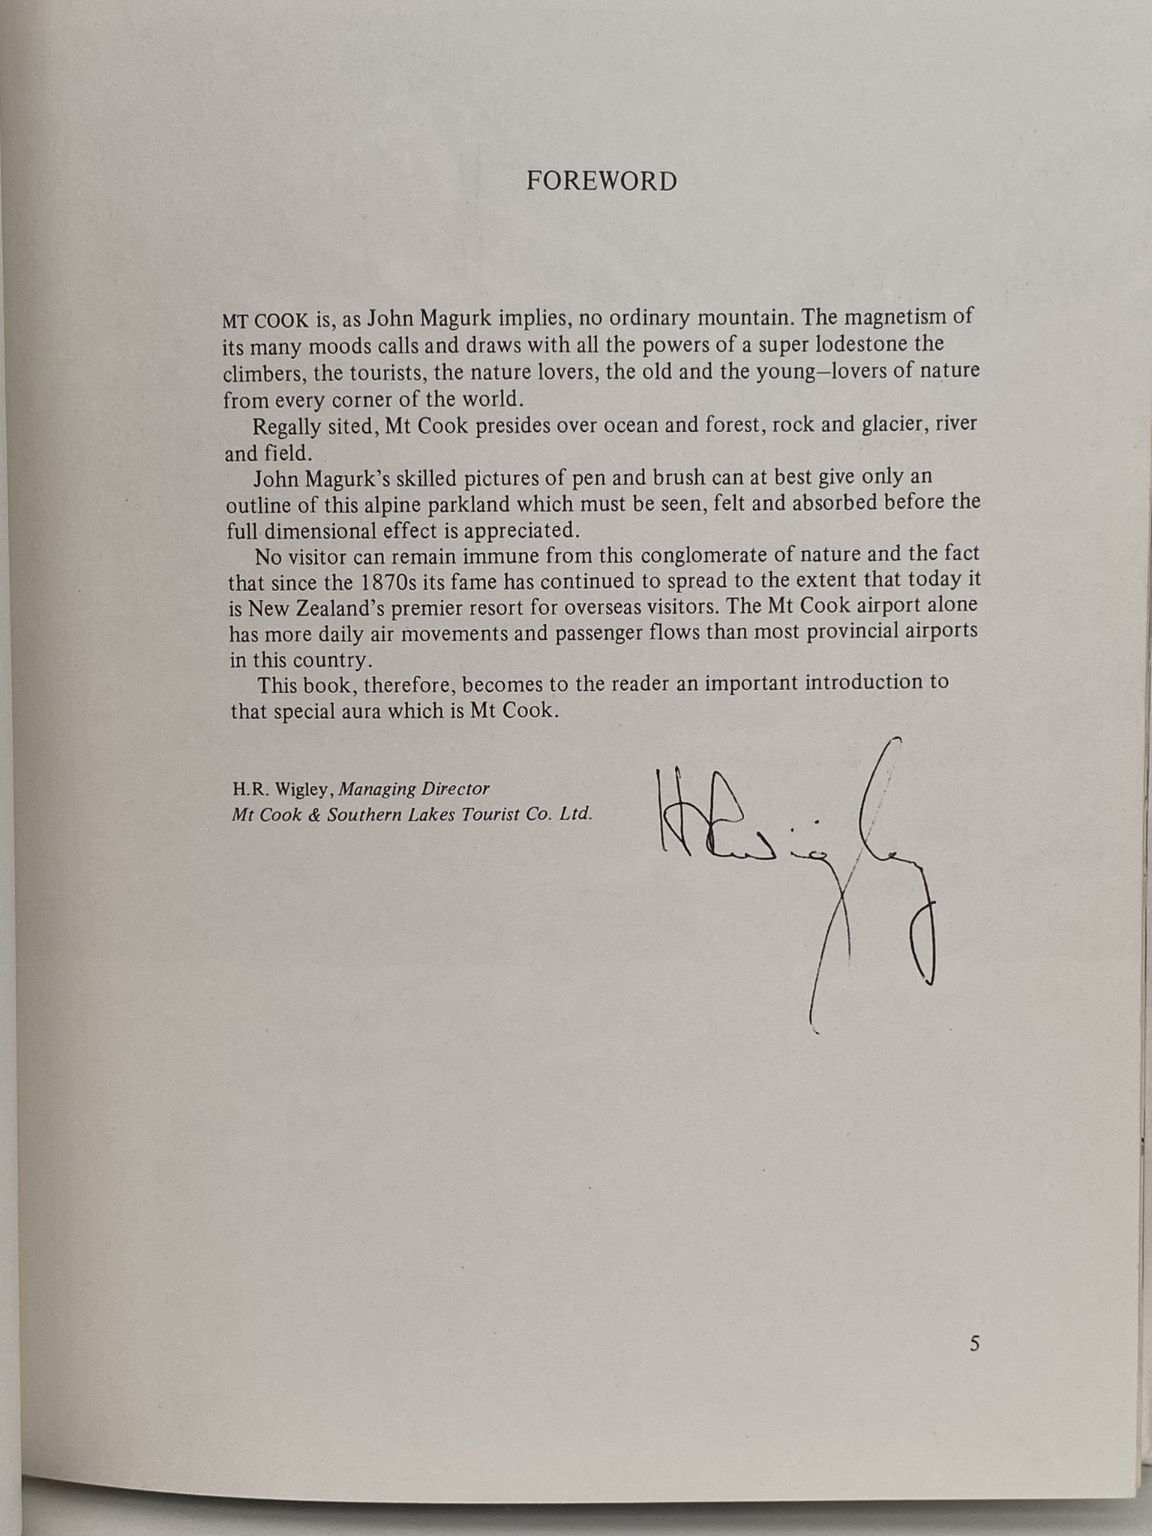 FOREWORD
MT COOK is, as John Magurk implies, no ordinary mountain. The magnetism of
its many moods calls and draws with all the powers of a super lodestone the
climbers, the tourists, the nature lovers, the old and the young—lovers of nature
from every corner of the world.
Regally sited, Mt Cook presides over ocean and forest, rock and glacier, river
and field.
John Magurk's skilled pictures of pen and brush can at best give only an
outline of this alpine parkland which must be seen, felt and absorbed before the
full dimensional effect is appreciated.
No visitor can remain immune from this conglomerate of nature and the fact
that since the 1870s its fame has continued to spread to the extent that today it
is New Zealand's premier resort for overseas visitors. The Mt Cook airport alone
has more daily air movements and passenger flows than most provincial airports
in this country.
This book, therefore, becomes to the reader an important introduction to
that special aura which is Mt Cook.
H.R. Wigley, Managing Director
Mt Cook & Southern Lakes Tourist Co. Ltd.
HRWigley
5